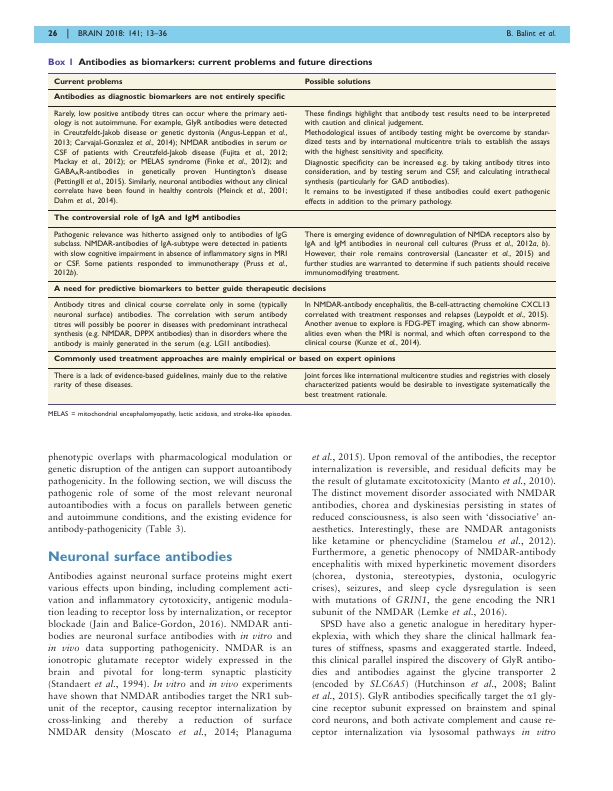 26 | BRAIN 2018: 141; 13–36
B. Balint et al.
Box 1 Antibodies as biomarkers: current problems and future directions
Current problems
Possible solutions
Antibodies as diagnostic biomarkers are not entirely specific
Rarely, low positive antibody titres can occur where the primary aeti-
ology is not autoimmune. For example, GlyR antibodies were detected
in Creutzfeldt-Jakob disease or genetic dystonia (Angus-Leppan et al.,
2013; Carvajal-Gonzalez et al., 2014); NMDAR antibodies in serum or
CSF of patients with Creutzfeldt-Jakob disease (Fujita et al., 2012;
Mackay et al., 2012); or MELAS syndrome (Finke et al., 2012); and
GABAAR-antibodies in genetically proven Huntington's disease
(Pettingill et al., 2015). Similarly, neuronal antibodies without any clinical
correlate have been found in healthy controls (Meinck et al., 2001;
Dahm et al., 2014).
These findings highlight that antibody test results need to be interpreted
with caution and clinical judgement.
Methodological issues of antibody testing might be overcome by standar-
dized tests and by international multicentre trials to establish the assays
with the highest sensitivity and specificity.
Diagnostic specificity can be increased e.g. by taking antibody titres into
consideration, and by testing serum and CSF, and calculating intrathecal
synthesis (particularly for GAD antibodies).
It remains to be investigated if these antibodies could exert pathogenic
effects in addition to the primary pathology.
The controversial role of IgA and IgM antibodies
Pathogenic relevance was hitherto assigned only to antibodies of IgG
subclass. NMDAR-antibodies of IgA-subtype were detected in patients
with slow cognitive impairment in absence of inflammatory signs in MRI
or CSF. Some patients responded to immunotherapy (Pruss et al.,
2012b).
There is emerging evidence of downregulation of NMDA receptors also by
IgA and IgM antibodies in neuronal cell cultures (Pruss et al., 2012a, b).
However, their role remains controversial (Lancaster et al., 2015) and
further studies are warranted to determine if such patients should receive
immunomodifying treatment.
A need for predictive biomarkers to better guide therapeutic decisions
Antibody titres and clinical course correlate only in some (typically
neuronal surface) antibodies. The correlation with serum antibody
titres will possibly be poorer in diseases with predominant intrathecal
synthesis (e.g. NMDAR, DPPX antibodies) than in disorders where the
antibody is mainly generated in the serum (e.g. LGI1 antibodies).
In NMDAR-antibody encephalitis, the B-cell-attracting chemokine CXCL13
correlated with treatment responses and relapses (Leypoldt et al., 2015).
Another avenue to explore is FDG-PET imaging, which can show abnorm-
alities even when the MRI is normal, and which often correspond to the
clinical course (Kunze et al., 2014).
Commonly used treatment approaches are mainly empirical or based on expert opinions
There is a lack of evidence-based guidelines, mainly due to the relative
rarity of these diseases.
Joint forces like international multicentre studies and registries with closely
characterized patients would be desirable to investigate systematically the
best treatment rationale.
MELAS = mitochondrial encephalomyopathy, lactic acidosis, and stroke-like episodes.
phenotypic overlaps with pharmacological modulation or
genetic disruption of the antigen can support autoantibody
pathogenicity. In the following section, we will discuss the
pathogenic role of some of the most relevant neuronal
autoantibodies with a focus on parallels between genetic
and autoimmune conditions, and the existing evidence for
antibody-pathogenicity (Table 3).
Neuronal surface antibodies
Antibodies against neuronal surface proteins might exert
various effects upon binding, including complement acti-
vation and inflammatory cytotoxicity, antigenic modula-
tion leading to receptor loss by internalization, or receptor
blockade (Jain and Balice-Gordon, 2016). NMDAR anti-
bodies are neuronal surface antibodies with in vitro and
in vivo data supporting pathogenicity. NMDAR is an
ionotropic glutamate receptor widely expressed in the
brain and pivotal for long-term synaptic plasticity
(Standaert et al., 1994). In vitro and in vivo experiments
have shown that NMDAR antibodies target the NR1 sub-
unit of the receptor, causing receptor internalization by
cross-linking and thereby a reduction of surface
NMDAR density (Moscato et al., 2014; Planaguma
et al., 2015). Upon removal of the antibodies, the receptor
internalization is reversible, and residual deficits may be
the result of glutamate excitotoxicity (Manto et al., 2010).
The distinct movement disorder associated with NMDAR
antibodies, chorea and dyskinesias persisting in states of
reduced consciousness, is also seen with 'dissociative' an-
aesthetics. Interestingly, these are NMDAR antagonists
like ketamine or phencyclidine (Stamelou et al., 2012).
Furthermore, a genetic phenocopy of NMDAR-antibody
encephalitis with mixed hyperkinetic movement disorders
(chorea, dystonia, stereotypies, dystonia, oculogyric
crises), seizures, and sleep cycle dysregulation is seen
with mutations of GRIN1, the gene encoding the NR1
subunit of the NMDAR (Lemke et al., 2016).
SPSD have also a genetic analogue in hereditary hyper-
ekplexia, with which they share the clinical hallmark fea-
tures of stiffness, spasms and exaggerated startle. Indeed,
this clinical parallel inspired the discovery of GlyR antibo-
dies and antibodies against the glycine transporter 2
(encoded by SLC6A5) (Hutchinson et al., 2008; Balint
et al., 2015). GlyR antibodies specifically target the α1 gly-
cine receptor subunit expressed on brainstem and spinal
cord neurons, and both activate complement and cause re-
ceptor internalization via lysosomal pathways in vitro